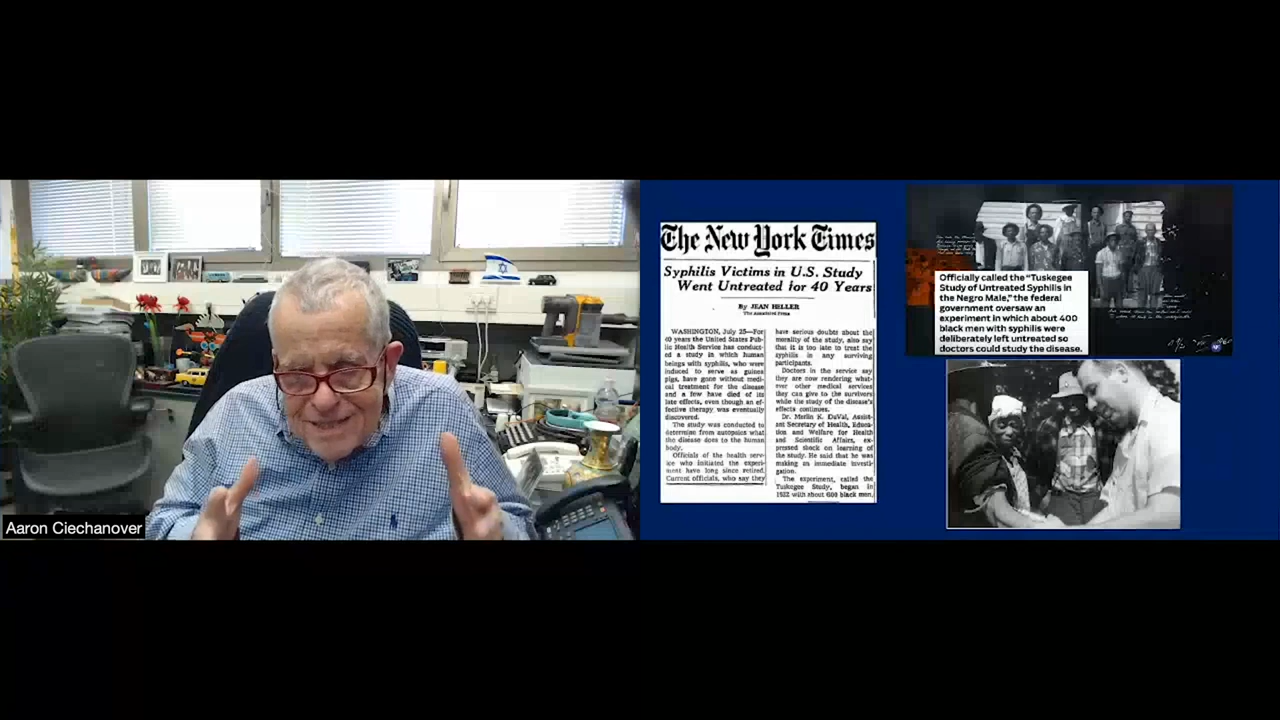 Aaron Ciechanover
The New York Times
Syphilis Victims in U.S. Study
Went Untreated for 40 Years
By JEAN HELLER
The Associated Press
WASHINGTON, July 25—For
40 years the United States Pub-
lic Health Service has conduct-
ed a study in which human
beings with syphilis, who were
induced to serve as guinea
pigs, have gone without medi-
cal treatment for the disease
and a few have died of its
late effects, even though an ef-
fective therapy was eventually
discovered.
The study was conducted to
determine from autopsies what
the disease does to the human
body.
Officials of the health serv-
ice who initiated the experi-
ment have long since retired.
Current officials, who say they
have serious doubts about the
morality of the study, also say
that it is too late to treat the
syphilis in any surviving
participants.
Doctors in the service say
they are now rendering what-
ever other medical services
they can give to the survivors
while the study of the disease's
effects continues.
Dr. Merlin K. DuVal, Assist-
ant Secretary of Health, Educa-
tion and Welfare for Health
and Scientific Affairs, ex-
pressed shock on learning of
the study. He said that he was
making an immediate investi-
gation.
The experiment, called the
Tuskegee Study, began in
1932 with about 600 black men,
Officially called the "Tuskegee
Study of Untreated Syphilis in
the Negro Male," the federal
government oversaw an
experiment in which about 400
black men with syphilis were
deliberately left untreated so
doctors could study the disease.